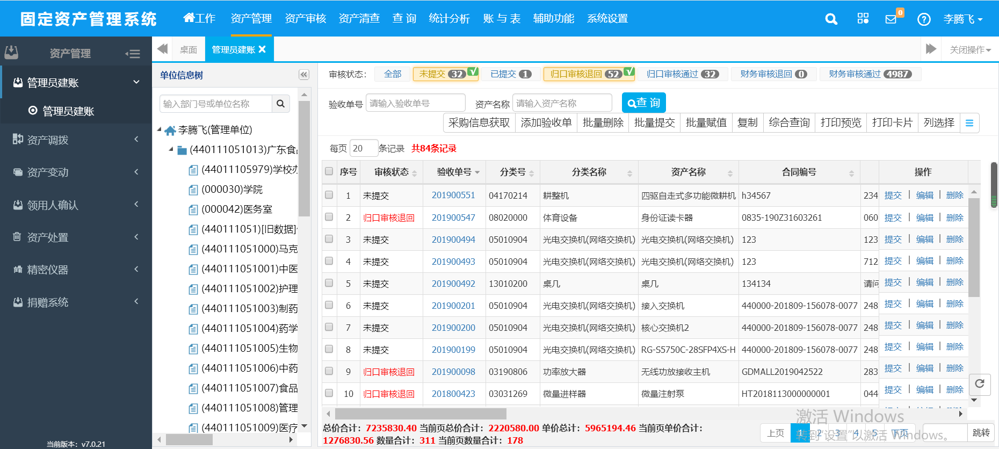 固定资产管理系统 工作 资产管理 资产审核 资产清查 查 询 统计分析 账 与 表 辅助功能 系统设置 0 李腾飞
资产管理 桌面 管理员建账 关闭操作
管理员建账
管理员建账
资产调拨
资产变动
领用人确认
资产处置
精密仪器
捐赠系统
当前版本：v7.0.21
单位信息树
输入部门号或单位名称
李腾飞(管理单位)
(440111051013)广东食品
(44011105979)学校办
(000030)学院
(000042)医务室
(440111051)[旧数据]
(440111051000)马克
(440111051001)中医
(440111051002)护理
(440111051003)制药
(440111051004)药学
(440111051005)生物
(440111051006)中药
(440111051007)食品
(440111051008)管理
(440111051009)医疗
审核状态： 全部 未提交 32 已提交 1 归口审核退回 52 归口审核通过 32 财务审核退回 0 财务审核通过 4987
验收单号 请输入验收单号 资产名称 请输入资产名称 查 询
采购信息获取 添加验收单 批量删除 批量提交 批量赋值 复制 综合查询 打印预览 打印卡片 列选择
每页 20 条记录 共84条记录
序号 审核状态 验收单号 分类号 分类名称 资产名称 合同编号 操作
1 未提交 201900551 04170214 耕整机 四驱自走式多功能微耕机 h34567 234 提交 | 编辑 | 删除
2 归口审核退回 201900547 08020000 体育设备 身份证读卡器 0835-190Z31603261 060 提交 | 编辑 | 删除
3 未提交 201900494 05010904 光电交换机(网络交换机) 光电交换机(网络交换机) 123 123 提交 | 编辑 | 删除
4 未提交 201900493 05010904 光电交换机(网络交换机) 光电交换机(网络交换机) 123 712 提交 | 编辑 | 删除
5 未提交 201900492 13010200 桌几 桌几 134134 请问 提交 | 编辑 | 删除
6 未提交 201900201 05010904 光电交换机(网络交换机) 接入交换机 440000-201809-156078-0077 248 提交 | 编辑 | 删除
7 未提交 201900200 05010904 光电交换机(网络交换机) 核心交换机2 440000-201809-156078-0077 248 提交 | 编辑 | 删除
8 未提交 201900199 05010904 光电交换机(网络交换机) RG-S5750C-28SFP4XS-H 440000-201809-156078-0077 248 提交 | 编辑 | 删除
9 归口审核退回 201900098 03190806 功率放大器 无线功放接收主机 GDMALL2019042522 283 提交 | 编辑 | 删除
10 归口审核退回 201800423 03031269 微量进样器 微量注射泵 HT2018113000000001 044 提交 | 编辑 | 删除
总价合计：7235830.40 当前页总价合计：2220580.00 单价总计：5965194.46 当前页单价合计：
1276830.56 数量合计：311 当前页数量合计：178
上页 1 2 3 4 5 下页 跳转
激活 Windows
转到"设置"以激活 Windows。